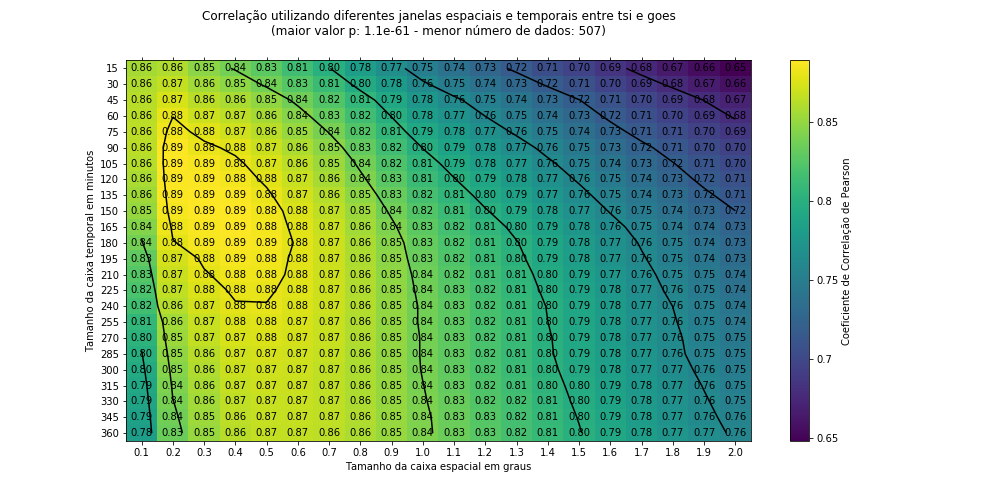 Correlação utilizando diferentes janelas espaciais e temporais entre tsi e goes
(maior valor p: 1.1e-61 - menor número de dados: 507)
15 0.86 0.86 0.85 0.84 0.83 0.81 0.80 0.78 0.77 0.75 0.74 0.73 0.72 0.71 0.70 0.69 0.68 0.67 0.66 0.65
30 0.86 0.87 0.86 0.85 0.84 0.83 0.81 0.80 0.78 0.76 0.75 0.74 0.73 0.72 0.71 0.70 0.69 0.68 0.67 0.66
45 0.86 0.87 0.86 0.86 0.85 0.84 0.82 0.81 0.79 0.78 0.76 0.75 0.74 0.73 0.72 0.71 0.70 0.69 0.68 0.67
60 0.86 0.88 0.87 0.87 0.86 0.84 0.83 0.82 0.80 0.78 0.77 0.76 0.75 0.74 0.73 0.72 0.71 0.70 0.69 0.68
75 0.86 0.88 0.88 0.87 0.86 0.85 0.84 0.82 0.81 0.79 0.78 0.77 0.76 0.75 0.74 0.73 0.71 0.71 0.70 0.69
90 0.86 0.89 0.88 0.88 0.87 0.86 0.85 0.83 0.82 0.80 0.79 0.78 0.77 0.76 0.75 0.73 0.72 0.71 0.70 0.70
105 0.86 0.89 0.89 0.88 0.87 0.86 0.85 0.84 0.82 0.81 0.79 0.78 0.77 0.76 0.75 0.74 0.73 0.72 0.71 0.70
120 0.86 0.89 0.89 0.89 0.88 0.87 0.86 0.84 0.83 0.81 0.80 0.79 0.78 0.77 0.76 0.75 0.74 0.73 0.72 0.71
135 0.86 0.89 0.89 0.89 0.88 0.87 0.86 0.85 0.83 0.82 0.81 0.80 0.79 0.77 0.76 0.75 0.74 0.73 0.72 0.71
150 0.85 0.89 0.89 0.89 0.88 0.88 0.87 0.85 0.84 0.82 0.81 0.80 0.79 0.78 0.77 0.76 0.75 0.74 0.73 0.72
165 0.84 0.88 0.89 0.89 0.89 0.88 0.87 0.86 0.84 0.83 0.82 0.81 0.80 0.78 0.77 0.76 0.75 0.74 0.74 0.73
180 0.84 0.88 0.89 0.89 0.89 0.88 0.87 0.86 0.85 0.83 0.82 0.81 0.80 0.79 0.78 0.77 0.76 0.75 0.74 0.73
195 0.83 0.87 0.88 0.89 0.88 0.88 0.87 0.86 0.85 0.84 0.82 0.81 0.80 0.79 0.78 0.77 0.76 0.75 0.74 0.73
210 0.83 0.87 0.88 0.88 0.88 0.88 0.87 0.86 0.85 0.84 0.82 0.81 0.81 0.80 0.79 0.77 0.76 0.75 0.75 0.74
225 0.82 0.87 0.88 0.88 0.88 0.88 0.87 0.86 0.85 0.84 0.83 0.82 0.81 0.80 0.79 0.78 0.77 0.76 0.75 0.74
240 0.82 0.86 0.87 0.88 0.88 0.87 0.87 0.86 0.85 0.84 0.83 0.82 0.81 0.80 0.79 0.78 0.77 0.76 0.75 0.74
255 0.81 0.86 0.87 0.88 0.88 0.87 0.87 0.86 0.85 0.84 0.83 0.82 0.81 0.80 0.79 0.78 0.77 0.76 0.75 0.74
270 0.80 0.85 0.87 0.87 0.88 0.87 0.87 0.86 0.85 0.84 0.83 0.82 0.81 0.80 0.79 0.78 0.77 0.76 0.75 0.75
285 0.80 0.85 0.86 0.87 0.87 0.87 0.87 0.86 0.85 0.84 0.83 0.82 0.81 0.80 0.79 0.78 0.77 0.76 0.75 0.75
300 0.80 0.85 0.86 0.87 0.87 0.87 0.87 0.86 0.85 0.84 0.83 0.82 0.81 0.80 0.79 0.78 0.77 0.77 0.76 0.75
315 0.79 0.84 0.86 0.87 0.87 0.87 0.87 0.86 0.85 0.84 0.83 0.82 0.81 0.80 0.80 0.79 0.78 0.77 0.76 0.75
330 0.79 0.84 0.86 0.87 0.87 0.87 0.87 0.86 0.85 0.84 0.83 0.82 0.82 0.81 0.80 0.79 0.78 0.77 0.76 0.76
345 0.79 0.84 0.85 0.86 0.87 0.87 0.86 0.86 0.85 0.84 0.83 0.83 0.82 0.81 0.80 0.79 0.78 0.77 0.76 0.76
360 0.78 0.83 0.85 0.86 0.87 0.87 0.86 0.86 0.85 0.84 0.83 0.83 0.82 0.81 0.80 0.79 0.78 0.77 0.77 0.76
0.1 0.2 0.3 0.4 0.5 0.6 0.7 0.8 0.9 1.0 1.1 1.2 1.3 1.4 1.5 1.6 1.7 1.8 1.9 2.0
Tamanho da caixa espacial em graus
Tamanho da caixa temporal em minutos
0.85
0.8
0.75
0.7
0.65
Coeficiente de Correlação de Pearson